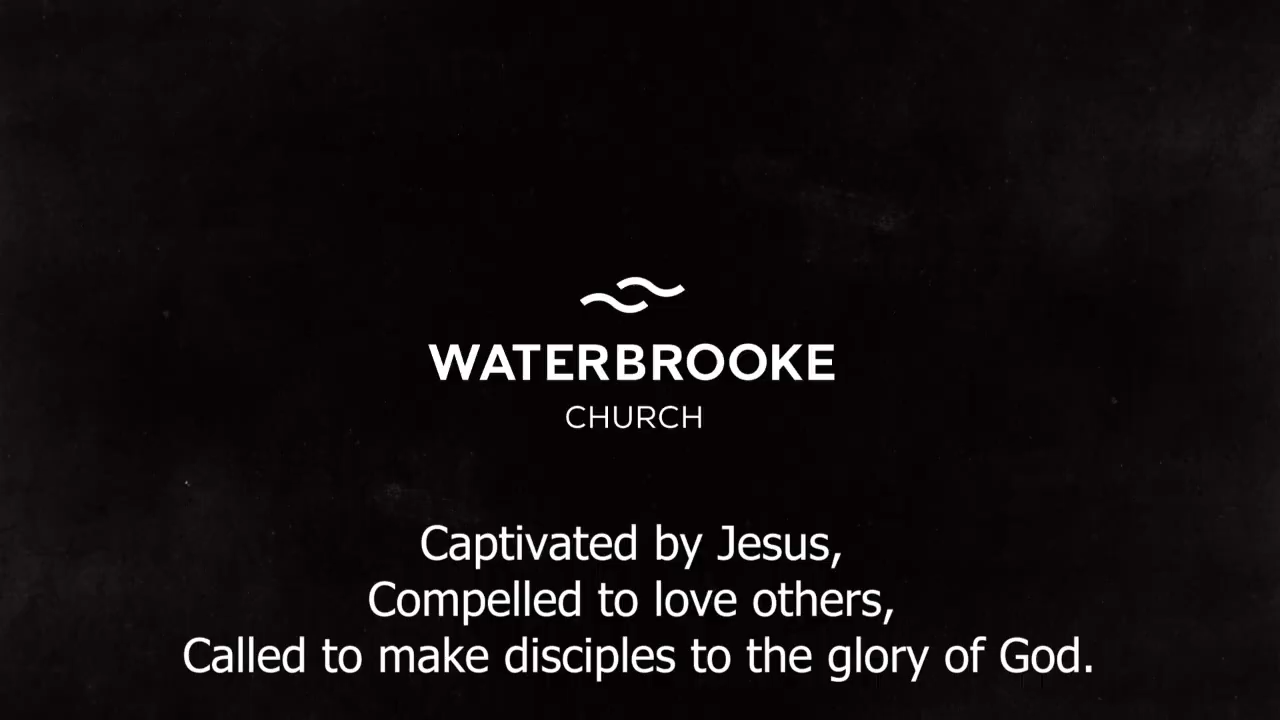 WATERBROOKE
CHURCH
Captivated by Jesus,
Compelled to love others,
Called to make disciples to the glory of God.